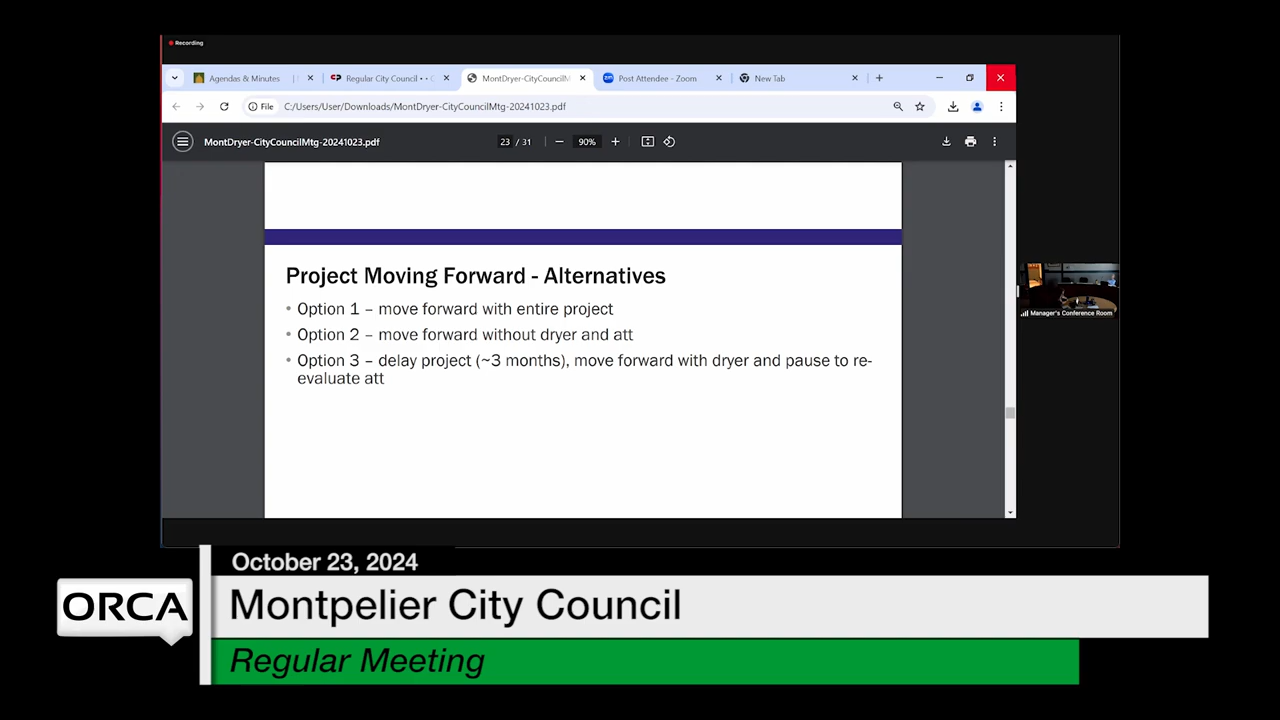 Recording
Agendas & Minutes
Regular City Council • • C
MontDryer-CityCouncilM
Post Attendee - Zoom
New Tab
File
C:/Users/User/Downloads/MontDryer-CityCouncilMtg-20241023.pdf
MontDryer-CityCouncilMtg-20241023.pdf
23 / 31
90%
Project Moving Forward - Alternatives
• Option 1 – move forward with entire project
• Option 2 – move forward without dryer and att
• Option 3 – delay project (~3 months), move forward with dryer and pause to re-
evaluate att
Manager's Conference Room
October 23, 2024
ORCA
Montpelier City Council
Regular Meeting